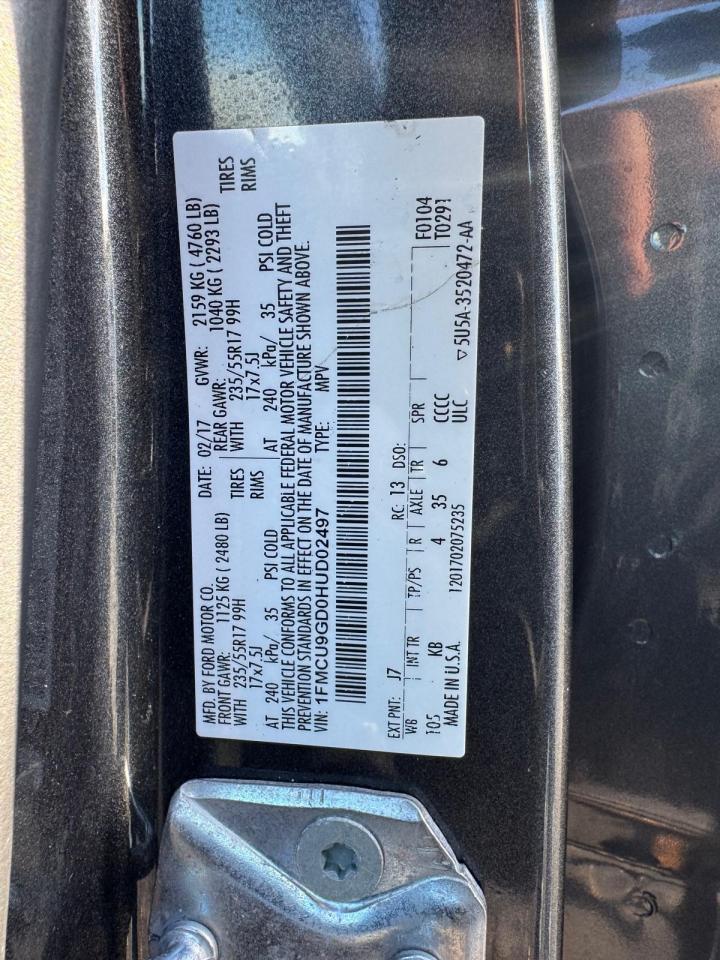 MFD. BY FORD MOTOR CO.
DATE: 02/17 GVWR: 2159 KG ( 4760 LB)
FRONT GAWR: 1125 KG ( 2480 LB) REAR GAWR: 1040 KG ( 2293 LB)
WITH 235/55R17 99H TIRES WITH 235/55R17 99H TIRES
17x7.5J RIMS 17x7.5J RIMS
AT 240 kPa/ 35 PSI COLD AT 240 kPa/ 35 PSI COLD
THIS VEHICLE CONFORMS TO ALL APPLICABLE FEDERAL MOTOR VEHICLE SAFETY AND THEFT
PREVENTION STANDARDS IN EFFECT ON THE DATE OF MANUFACTURE SHOWN ABOVE.
VIN: 1FMCU9GD0HUD02497 TYPE: MPV
EXT PNT: J7 RC: 13 DSO: F0104
WB INT TR TP/PS R AXLE TR SPR T0291
105 KB 4 35 6 CCCC
MADE IN U.S.A. 1201702075235 ULC ▽5U5A-3520472-AA